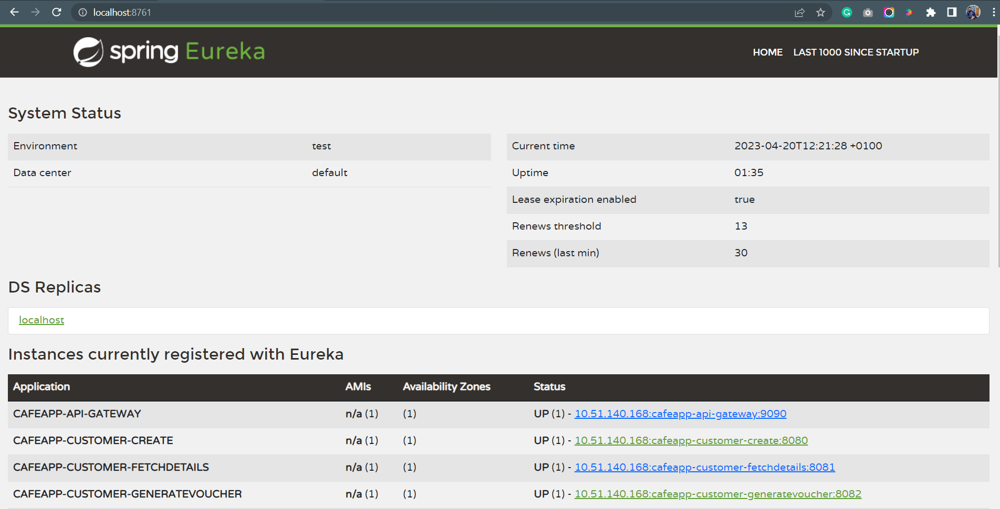 localhost:8761
spring Eureka
HOME LAST 1000 SINCE STARTUP
System Status
Environment test
Data center default
Current time 2023-04-20T12:21:28 +0100
Uptime 01:35
Lease expiration enabled true
Renews threshold 13
Renews (last min) 30
DS Replicas
localhost
Instances currently registered with Eureka
Application AMIs Availability Zones Status
CAFEAPP-API-GATEWAY n/a (1) (1) UP (1) - 10.51.140.168:cafeapp-api-gateway:9090
CAFEAPP-CUSTOMER-CREATE n/a (1) (1) UP (1) - 10.51.140.168:cafeapp-customer-create:8080
CAFEAPP-CUSTOMER-FETCHDETAILS n/a (1) (1) UP (1) - 10.51.140.168:cafeapp-customer-fetchdetails:8081
CAFEAPP-CUSTOMER-GENERATEVOUCHER n/a (1) (1) UP (1) - 10.51.140.168:cafeapp-customer-generatevoucher:8082